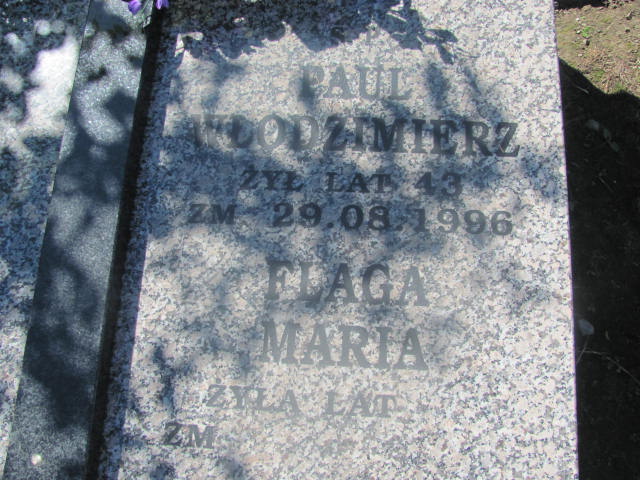 PAUL
WŁODZIMIERZ
ŻYŁ LAT 43
ZM. 29.08.1996
FLAGA
MARIA
ŻYŁA LAT
ZM.